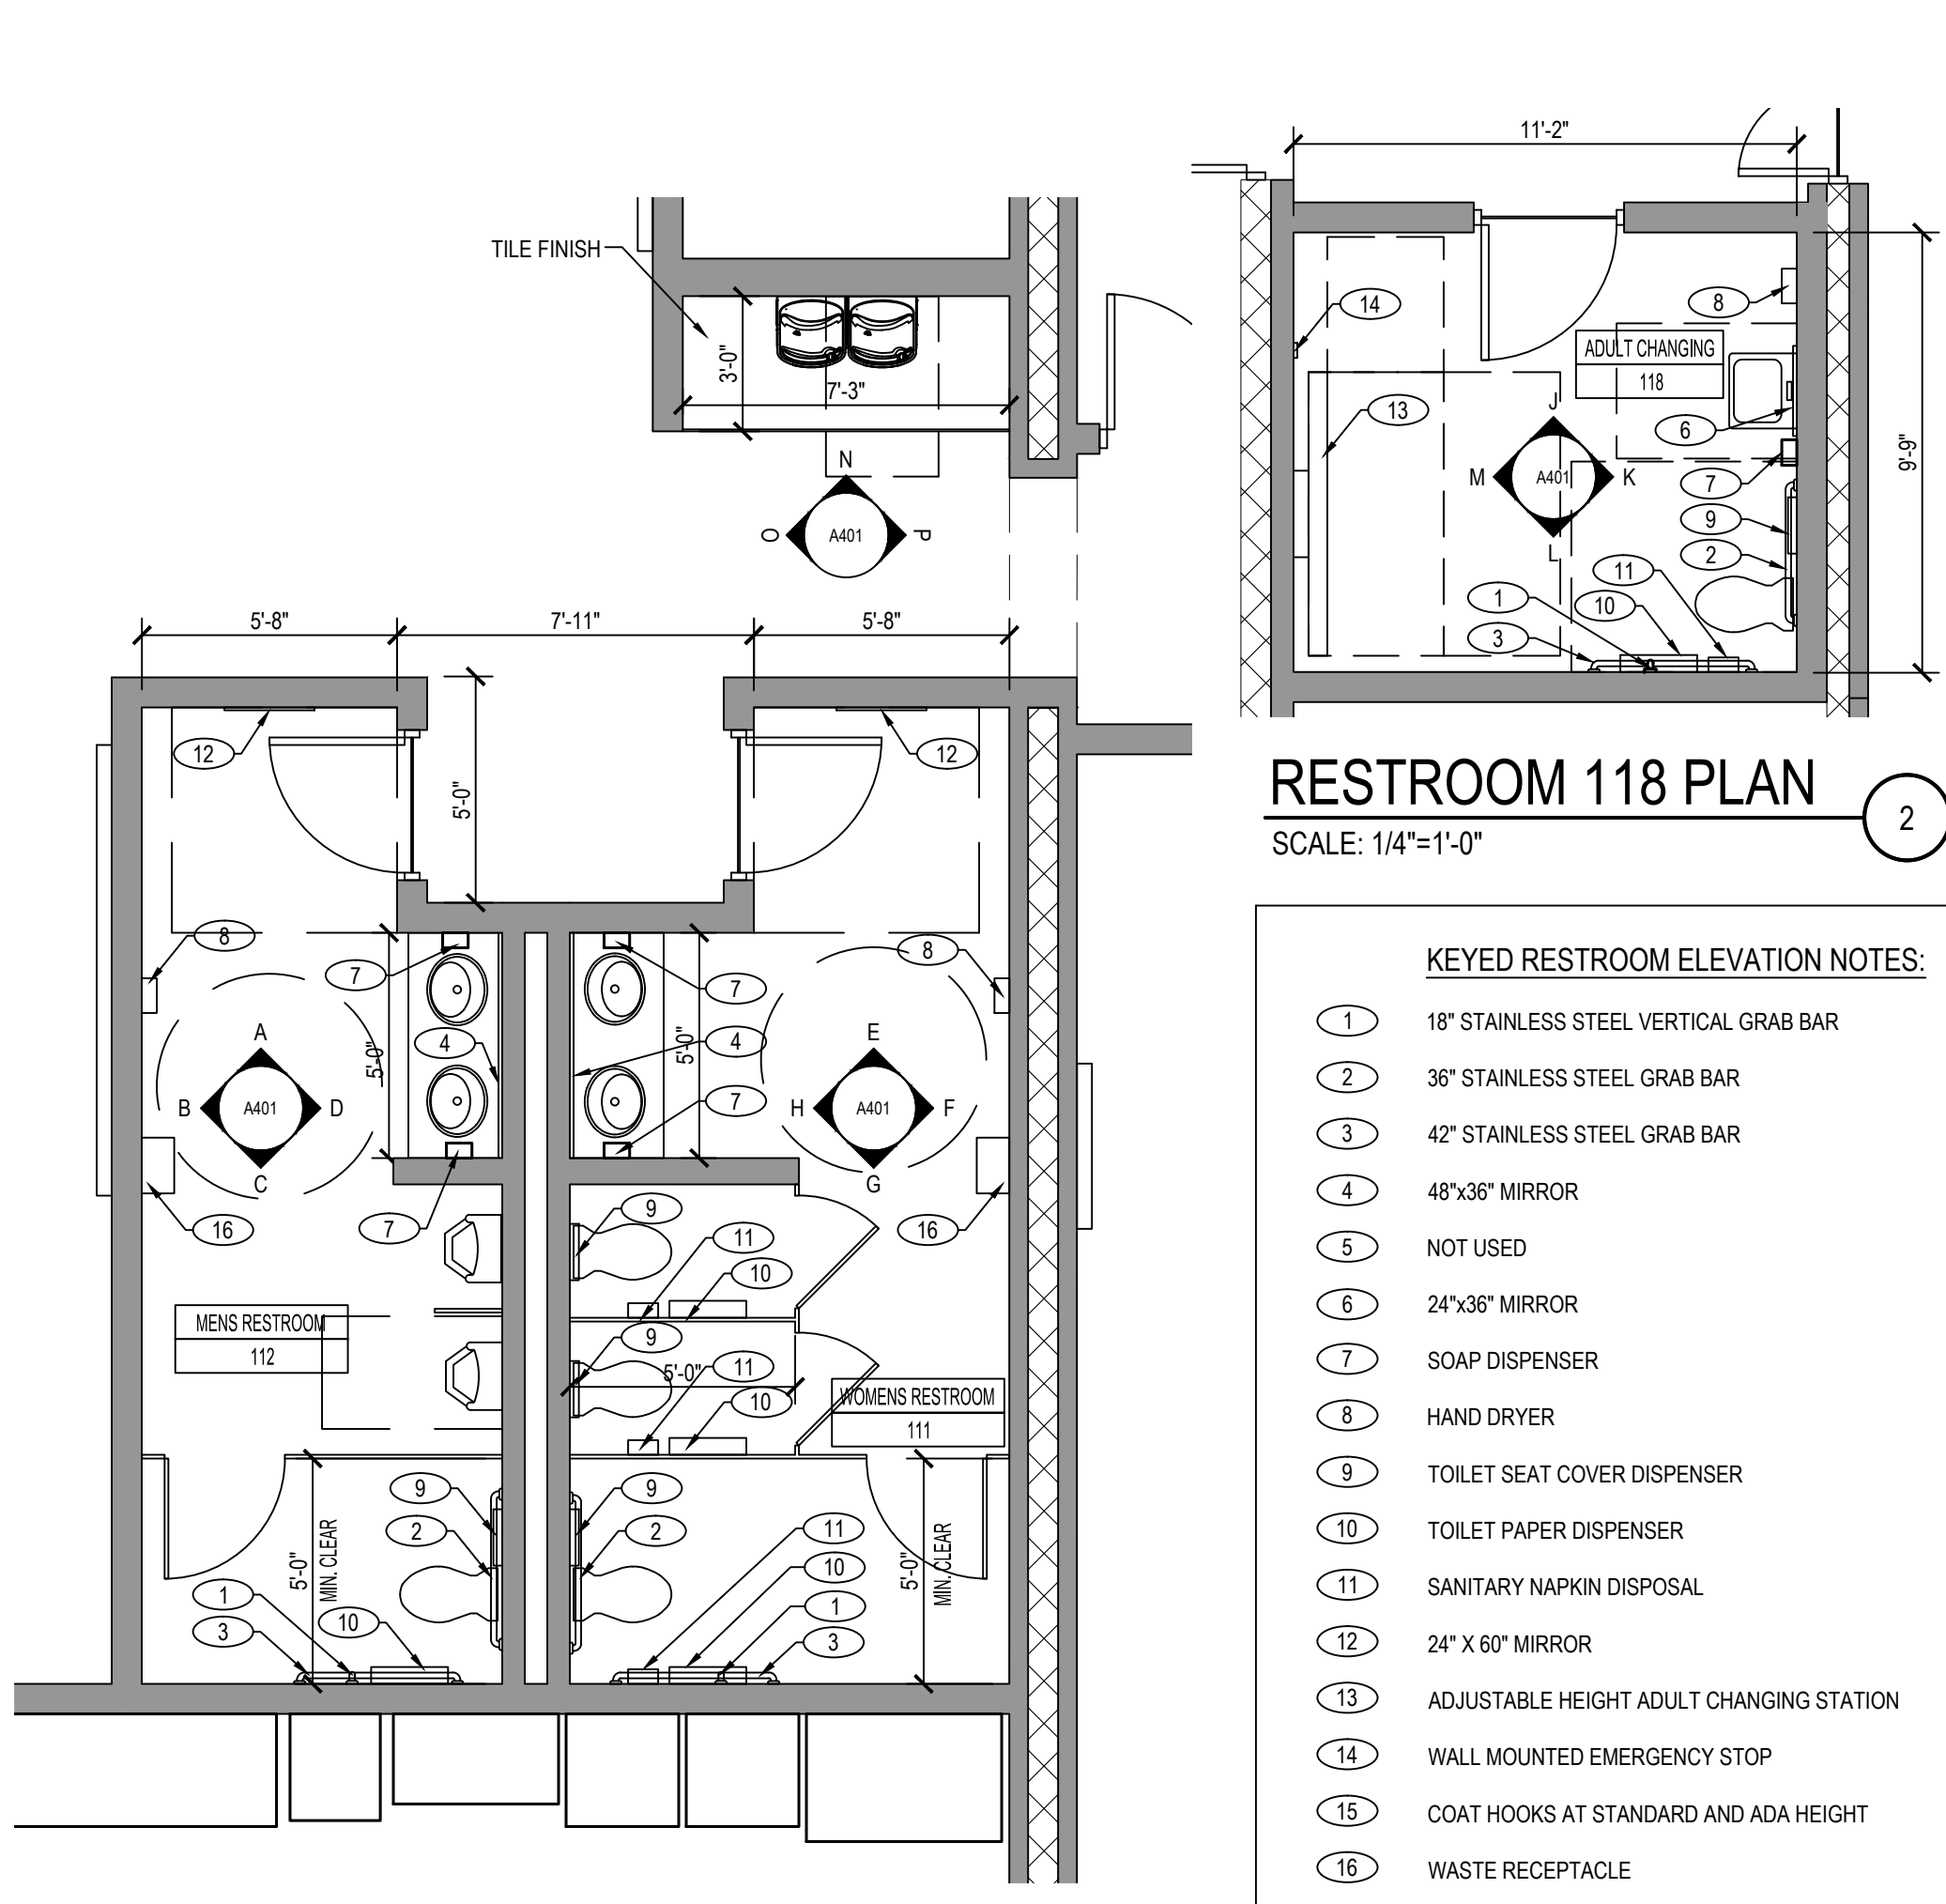 11'-2"
TILE FINISH
14
8
ADULT CHANGING
118
3'-0"
7'-3"
13
6
J
9'-9"
N
M
A401
K
7
O
A401
P
9
2
L
11
1
10
3
5'-8"
7'-11"
5'-8"
12
12
5'-0"
RESTROOM 118 PLAN
2
SCALE: 1/4"=1'-0"
8
8
7
7
4
4
5'-0"
5'-0"
A
E
B
A401
D
H
A401
F
7
C
G
16
7
9
16
11
10
MENS RESTROOM
112
9
5'-0"
11
10
WOMENS RESTROOM
111
9
9
2
2
11
5'-0"
MIN. CLEAR
10
5'-0"
MIN. CLEAR
1
1
3
10
3
KEYED RESTROOM ELEVATION NOTES:
1 18" STAINLESS STEEL VERTICAL GRAB BAR
2 36" STAINLESS STEEL GRAB BAR
3 42" STAINLESS STEEL GRAB BAR
4 48"x36" MIRROR
5 NOT USED
6 24"x36" MIRROR
7 SOAP DISPENSER
8 HAND DRYER
9 TOILET SEAT COVER DISPENSER
10 TOILET PAPER DISPENSER
11 SANITARY NAPKIN DISPOSAL
12 24" X 60" MIRROR
13 ADJUSTABLE HEIGHT ADULT CHANGING STATION
14 WALL MOUNTED EMERGENCY STOP
15 COAT HOOKS AT STANDARD AND ADA HEIGHT
16 WASTE RECEPTACLE